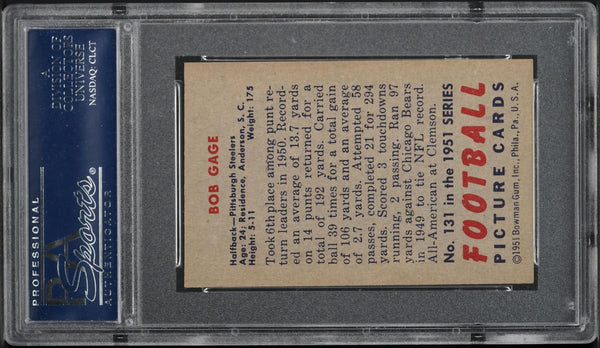 PROFESSIONAL
PSA
Sports
AUTHENTICATOR
A
DIVISION OF
COLLECTORS
UNIVERSE
NASDAQ: CLCT
BOB GAGE
Halfback—Pittsburgh Steelers
Age: 24; Residence, Anderson, S. C.
Height: 5-11 Weight: 175
Took 6th place among punt re-
turn leaders in 1950. Record-
ed an average of 13.7 yards
on 14 punts returned for a
total of 192 yards. Carried
ball 39 times for a total gain
of 106 yards and an average
of 2.7 yards. Attempted 58
passes, completed 21 for 294
yards. Scored 3 touchdowns
running, 2 passing. Ran 97
yards against Chicago Bears
in 1949 to tie NFL record.
All-American at Clemson.
No. 131 in the 1951 SERIES
FOOTBALL
PICTURE CARDS
©1951 Bowman Gum, Inc., Phila., Pa., U. S. A.